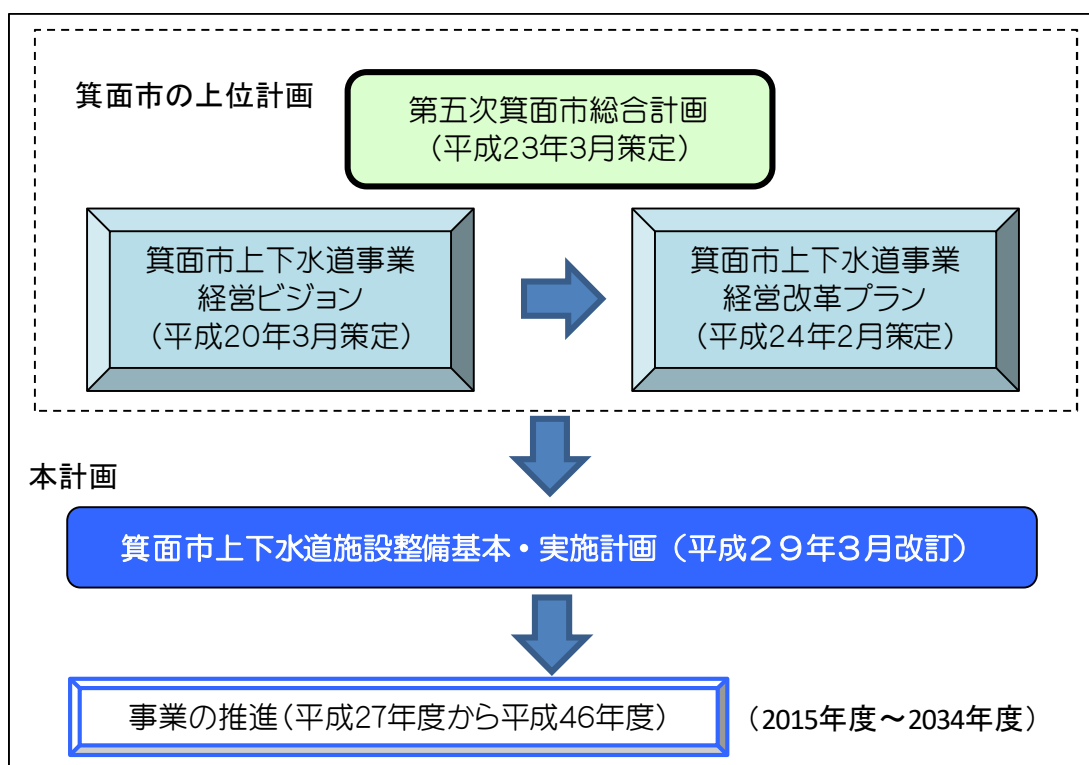 箕面市の上位計画
第五次箕面市総合計画
（平成23年3月策定）
箕面市上下水道事業
経営ビジョン
（平成20年3月策定）
箕面市上下水道事業
経営改革プラン
（平成24年2月策定）
本計画
箕面市上下水道施設整備基本・実施計画（平成２９年３月改訂）
事業の推進（平成27年度から平成46年度）
（2015年度～2034年度）